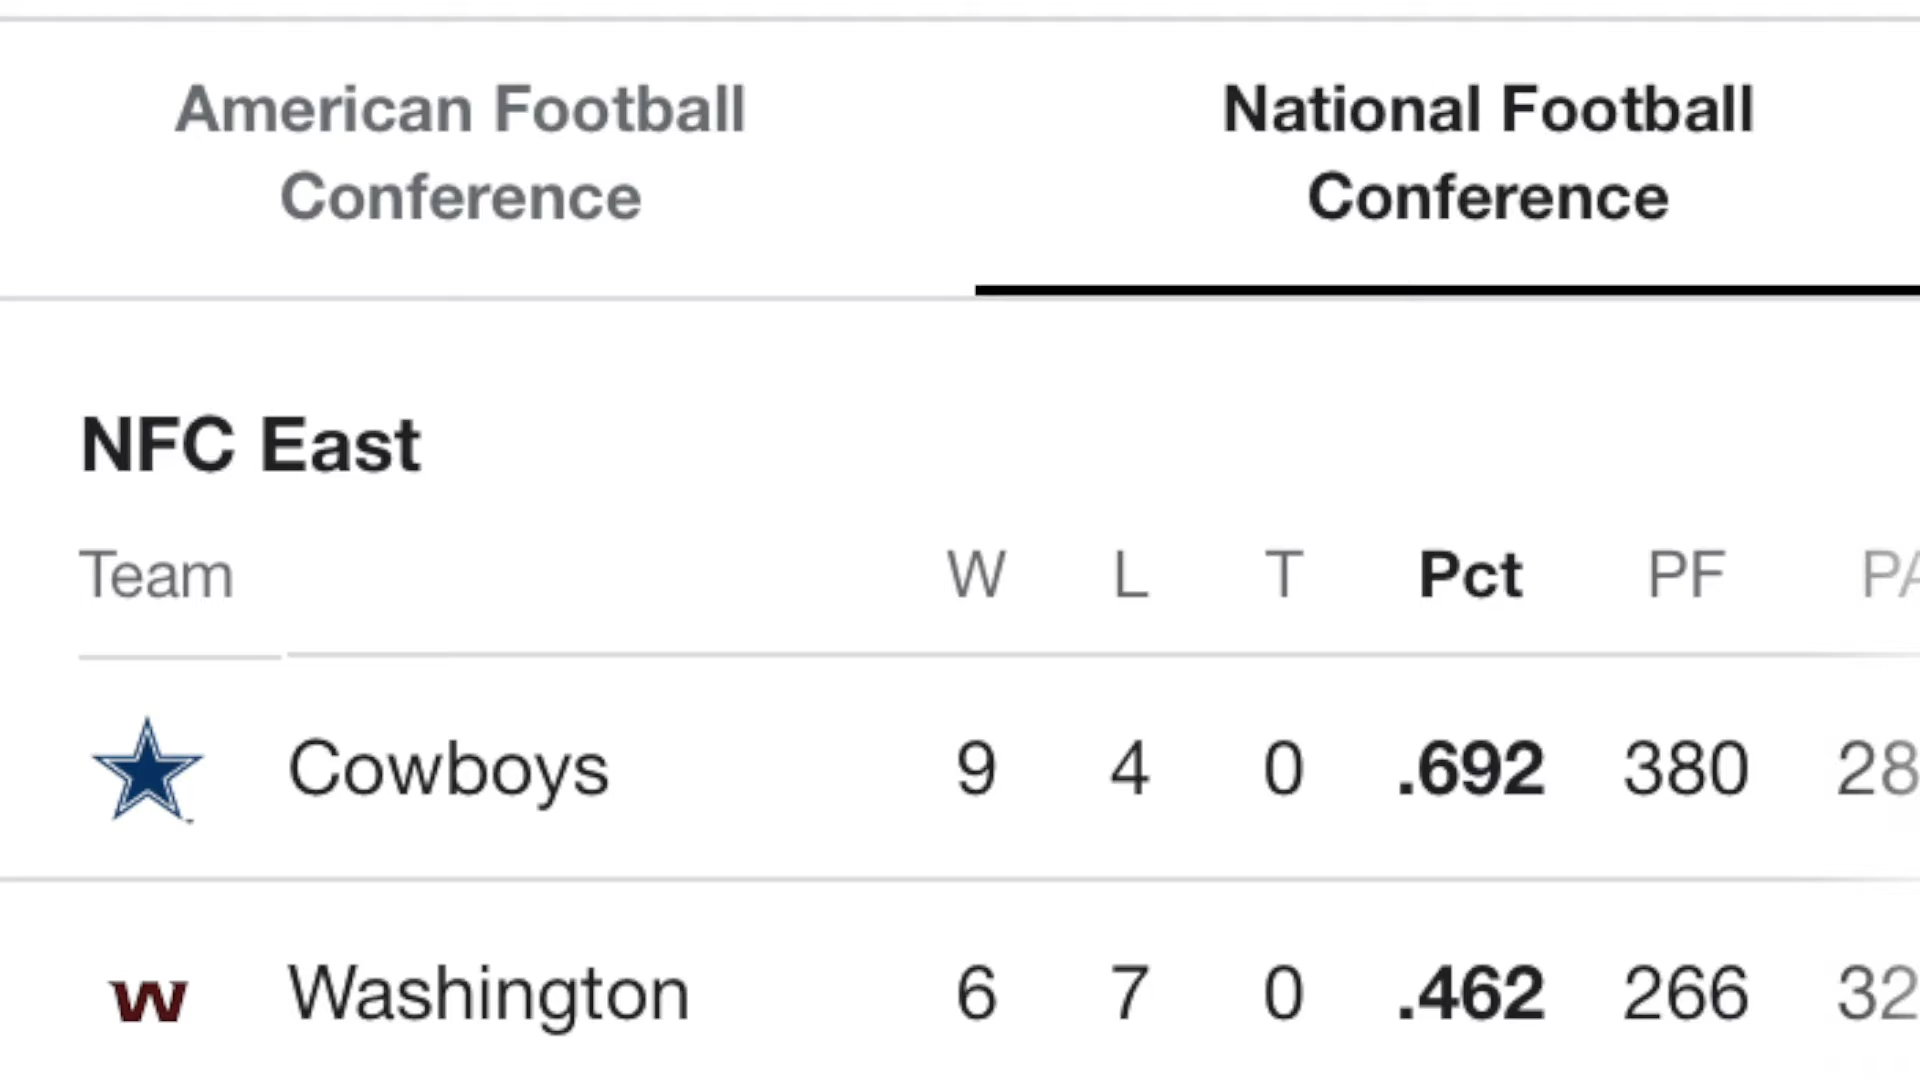 American Football
Conference
National Football
Conference
NFC East
Team W L T Pct PF
Cowboys 9 4 0 .692 380
W Washington 6 7 0 .462 266